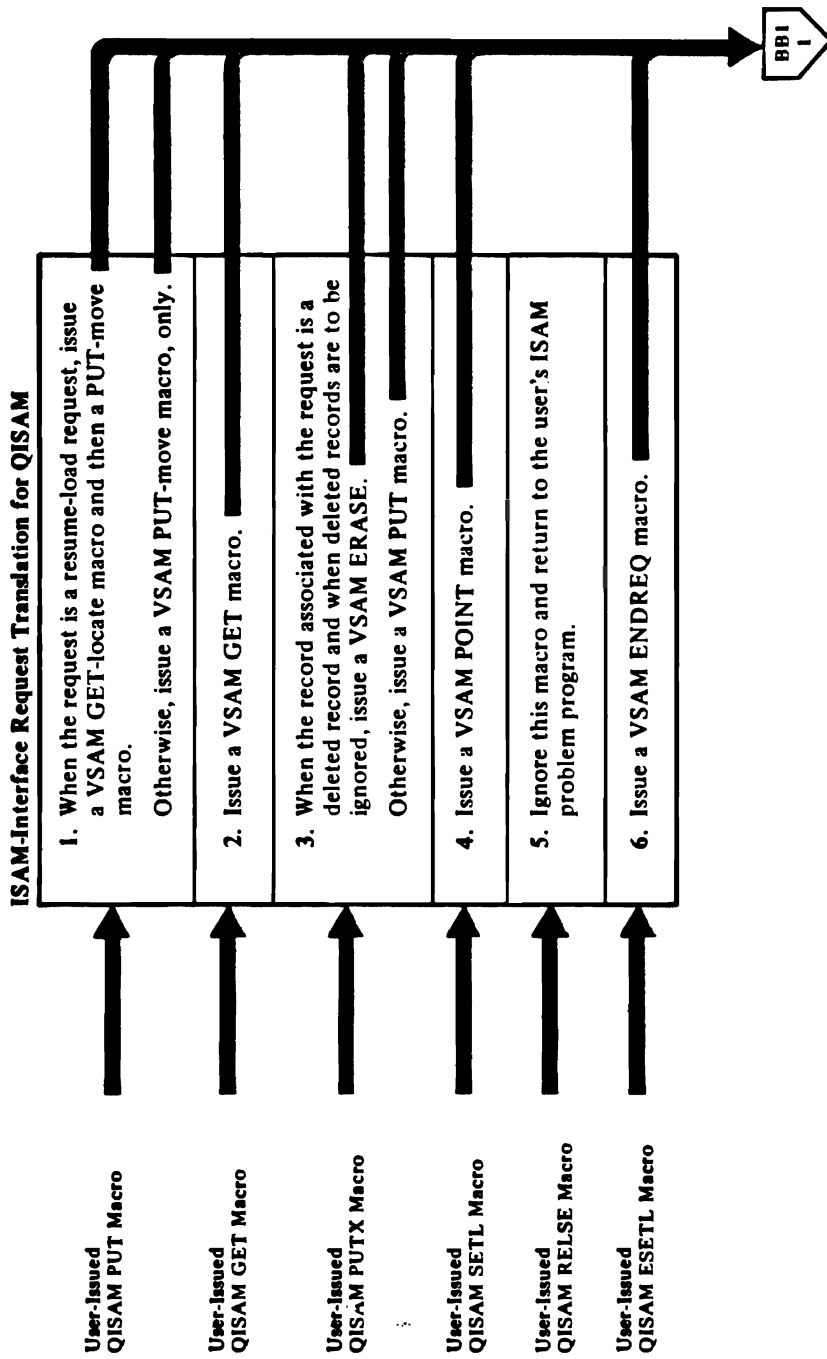 ISAM-Interface Request Translation for QISAM
User-Issued
QISAM PUT Macro
1. When the request is a resume-load request, issue
a VSAM GET-locate macro and then a PUT-move
macro.
Otherwise, issue a VSAM PUT-move macro, only.
User-Issued
QISAM GET Macro
2. Issue a VSAM GET macro.
User-Issued
QISAM PUTX Macro
3. When the record associated with the request is a
deleted record and when deleted records are to be
ignored, issue a VSAM ERASE.
Otherwise, issue a VSAM PUT macro.
User-Issued
QISAM SETL Macro
4. Issue a VSAM POINT macro.
User-Issued
QISAM RELSE Macro
5. Ignore this macro and return to the user's ISAM
problem program.
User-Issued
QISAM ESETL Macro
6. Issue a VSAM ENDREQ macro.
BB1
1